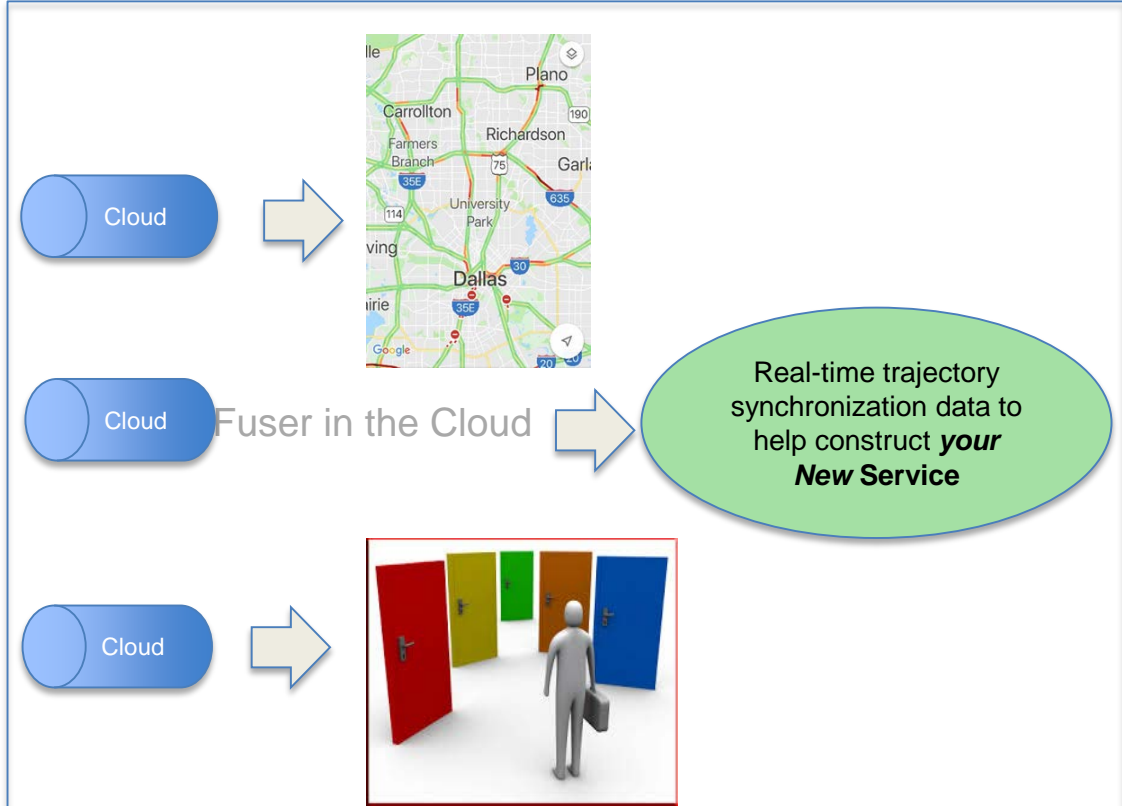 lle
Plano
Carrollton
190
Richardson
Farmers
Branch
75
Garl
35E
Cloud
635
University
Park
114
ving
30
Dallas
irie
35E
Google
20
20
Real-time trajectory
synchronization data to
help construct your
New Service
Cloud
Fuser in the Cloud
Cloud